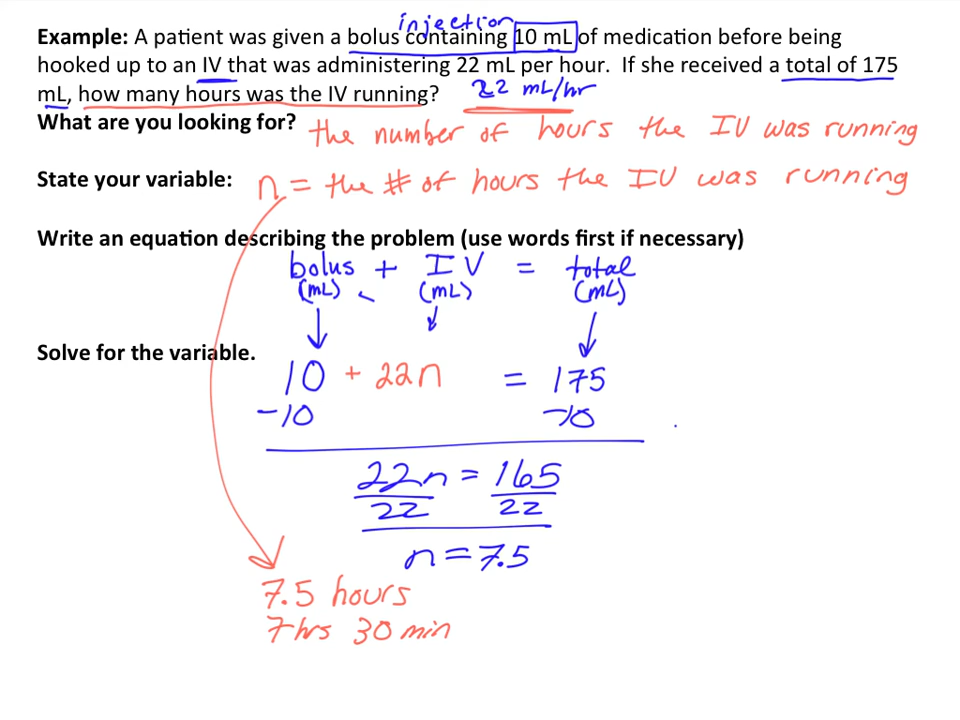 injection
Example: A patient was given a bolus containing 10 mL of medication before being
hooked up to an IV that was administering 22 mL per hour. If she received a total of 175
mL, how many hours was the IV running? 22 mL/hr
What are you looking for? the number of hours the IV was running
State your variable: n = the # of hours the IV was running
Write an equation describing the problem (use words first if necessary)
bolus + IV = total
(mL) (mL) (mL)
Solve for the variable.
10 + 22n = 175
-10 -10
22n = 165
22 22
n = 7.5
7.5 hours
7 hrs 30 min